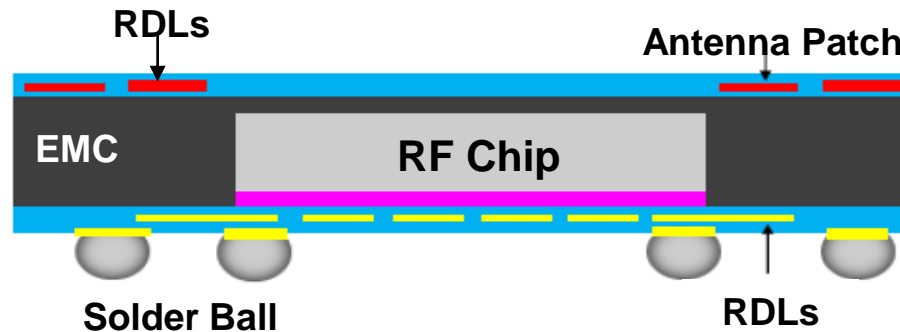 RDLs
Antenna Patch
EMC
RF Chip
Solder Ball
RDLs